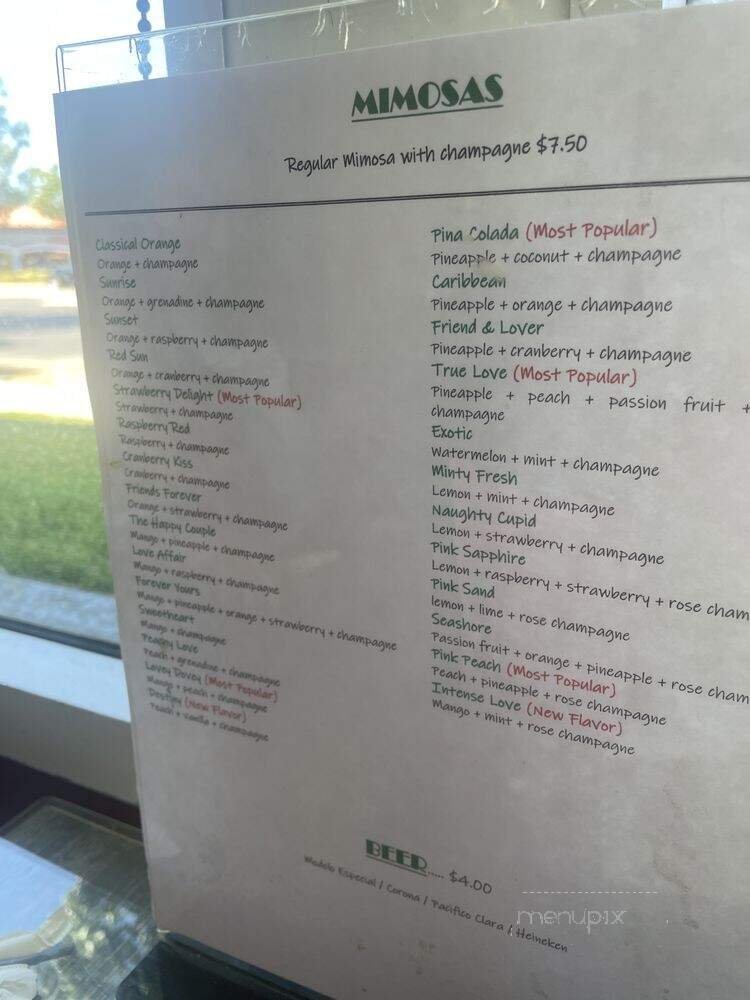 MIMOSAS
Regular Mimosa with champagne $7.50
Classical Orange
Orange + champagne
Sunrise
Orange + grenadine + champagne
Sunset
Orange + raspberry + champagne
Red Sun
Orange + cranberry + champagne
Strawberry Delight (Most Popular)
Strawberry + champagne
Raspberry Red
Raspberry + champagne
Cranberry Kiss
Cranberry + champagne
Friends Forever
Orange + strawberry + champagne
The Happy Couple
Mango + pineapple + champagne
Love Affair
Mango + raspberry + champagne
Forever Yours
Mango + pineapple + orange + strawberry + champagne
Sweetheart
Mango + champagne
Peachy Love
Peach + grenadine + champagne
Lovey Dovey (Most Popular)
Mango + peach + champagne
Destiny (New Flavor)
Peach + vanilla + champagne
Pina Colada (Most Popular)
Pineapple + coconut + champagne
Caribbean
Pineapple + orange + champagne
Friend & Lover
Pineapple + cranberry + champagne
True Love (Most Popular)
Pineapple + peach + passion fruit +
champagne
Exotic
Watermelon + mint + champagne
Minty Fresh
Lemon + mint + champagne
Naughty Cupid
Lemon + strawberry + champagne
Pink Sapphire
Lemon + raspberry + strawberry + rose cham
Pink Sand
lemon + lime + rose champagne
Seashore
Passion fruit + orange + pineapple + rose cham
Pink Peach (Most Popular)
Peach + pineapple + rose champagne
Intense Love (New Flavor)
Mango + mint + rose champagne
BEER..... $4.00
Modelo Especial / Corona / Pacifico Clara / Heineken
menupix